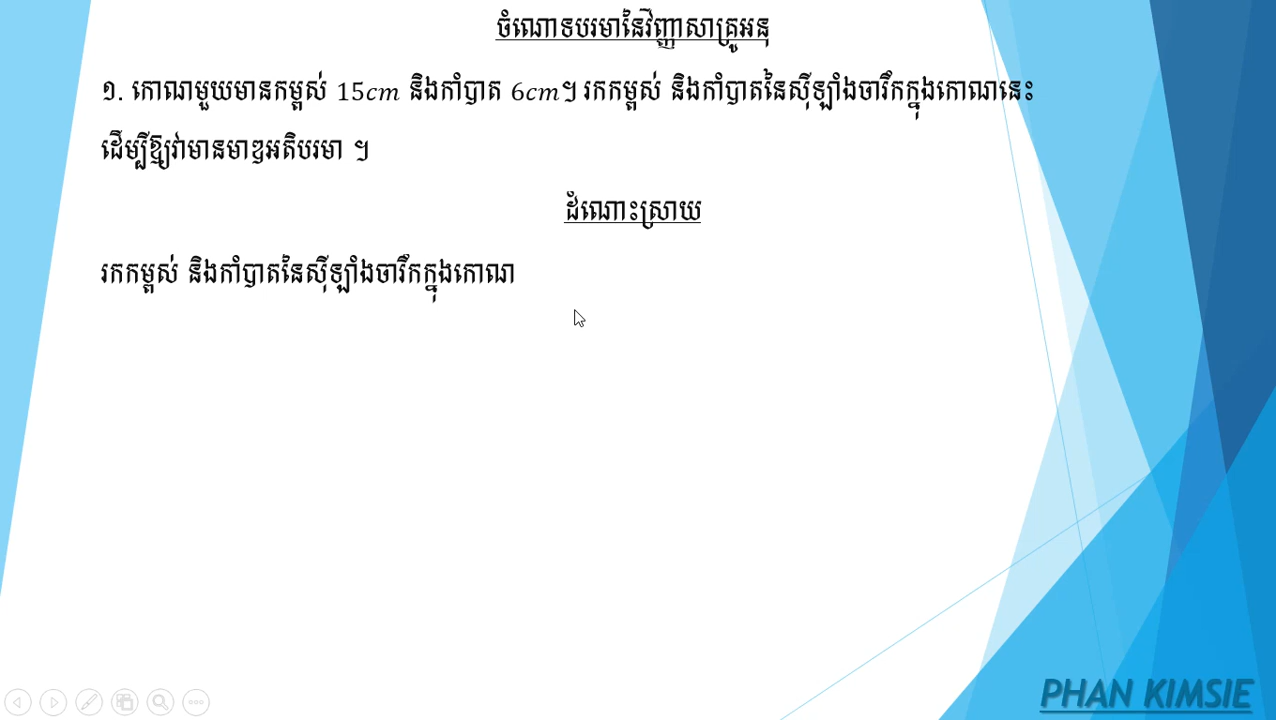 ចំណោទបរមានៃវិញ្ញាសាត្រូអនុ
១. កោណមួយមានកម្ពស់ 15cm និងកាំបាត 6cm។ រកកម្ពស់ និងកាំបាតនៃស៊ីឡាំងចារឹកក្នុងកោណនេះ
ដើម្បីឱ្យវាមានមាឌអតិបរមា ។
ដំណោះស្រាយ
រកកម្ពស់ និងកាំបាតនៃស៊ីឡាំងចារឹកក្នុងកោណ
PHAN KIMSIE